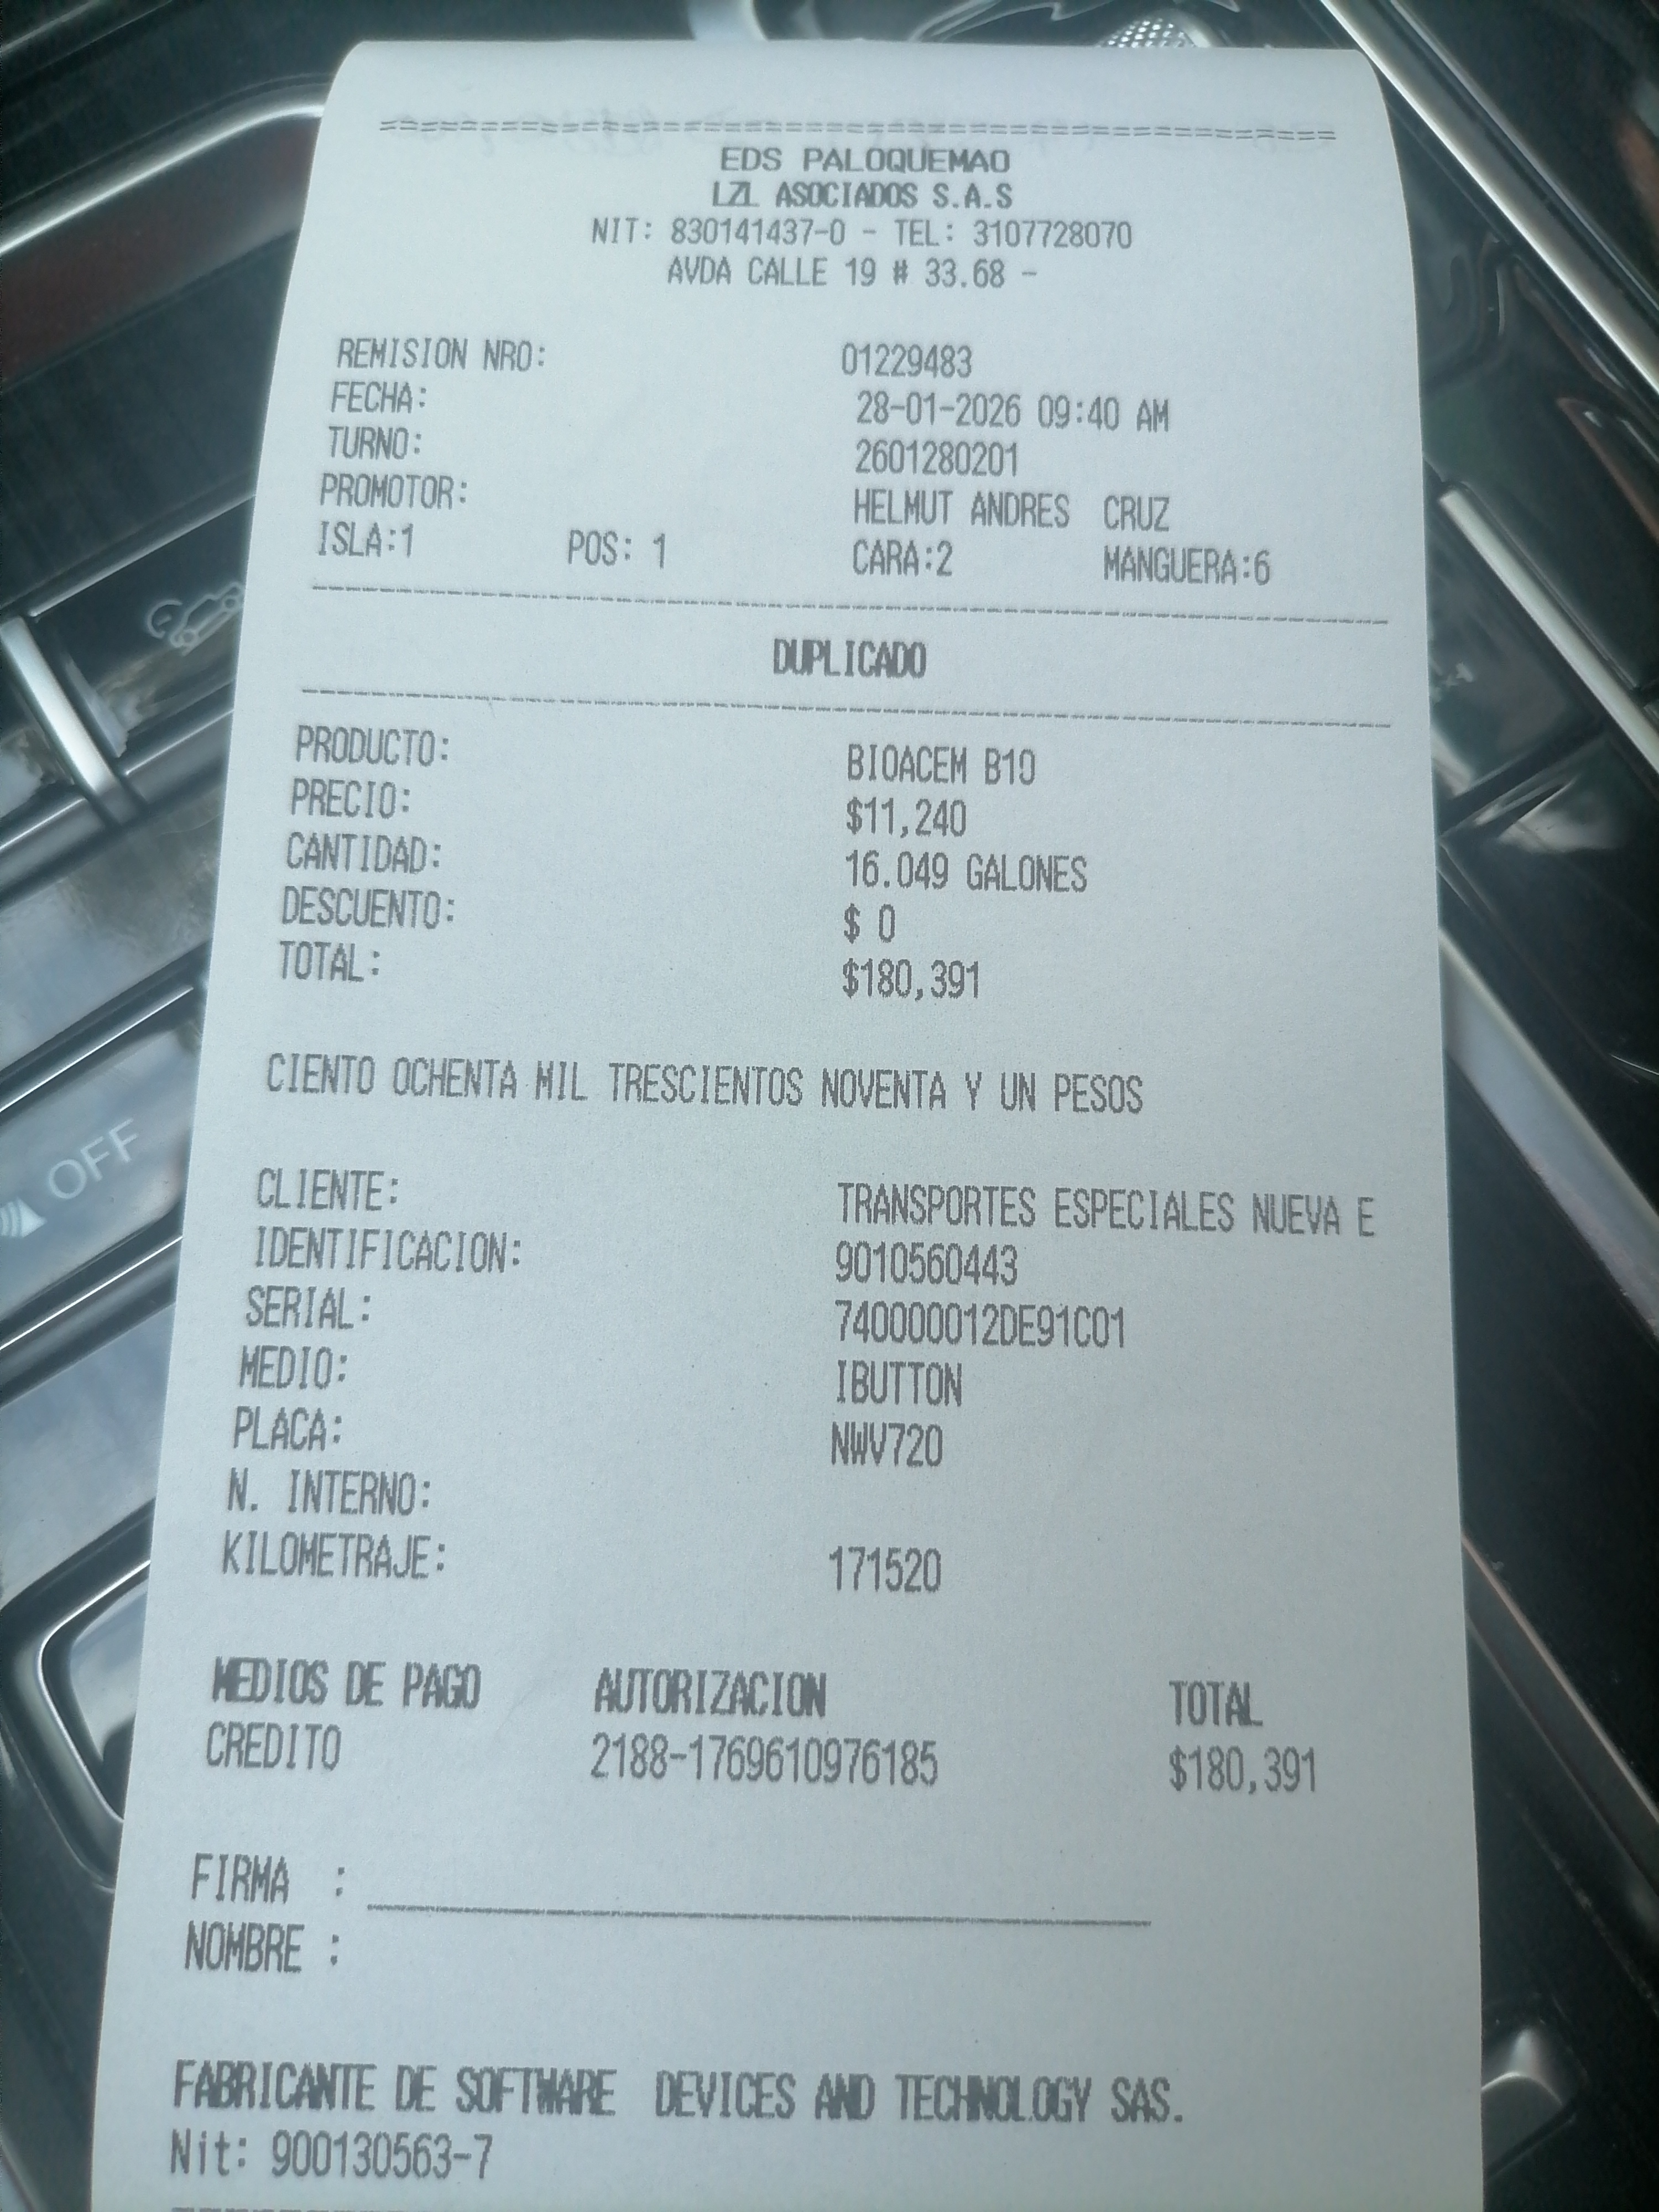 ================================================
EDS PALOQUEMAO
LZL ASOCIADOS S.A.S
NIT: 830141437-0 - TEL: 3107728070
AVDA CALLE 19 # 33.68 -
REMISION NRO: 01229483
FECHA: 28-01-2026 09:40 AM
TURNO: 2601280201
PROMOTOR: HELMUT ANDRES CRUZ
ISLA:1 POS: 1 CARA:2 MANGUERA:6
DUPLICADO
PRODUCTO: BIOACEM B10
PRECIO: $11,240
CANTIDAD: 16.049 GALONES
DESCUENTO: $ 0
TOTAL: $180,391
CIENTO OCHENTA MIL TRESCIENTOS NOVENTA Y UN PESOS
CLIENTE: TRANSPORTES ESPECIALES NUEVA E
IDENTIFICACION: 9010560443
SERIAL: 740000012DE91C01
MEDIO: IBUTTON
PLACA: NWV720
N. INTERNO:
KILOMETRAJE: 171520
MEDIOS DE PAGO AUTORIZACION TOTAL
CREDITO 2188-1769610976185 $180,391
FIRMA :
NOMBRE :
FABRICANTE DE SOFTWARE DEVICES AND TECHNOLOGY SAS.
Nit: 900130563-7
OFF